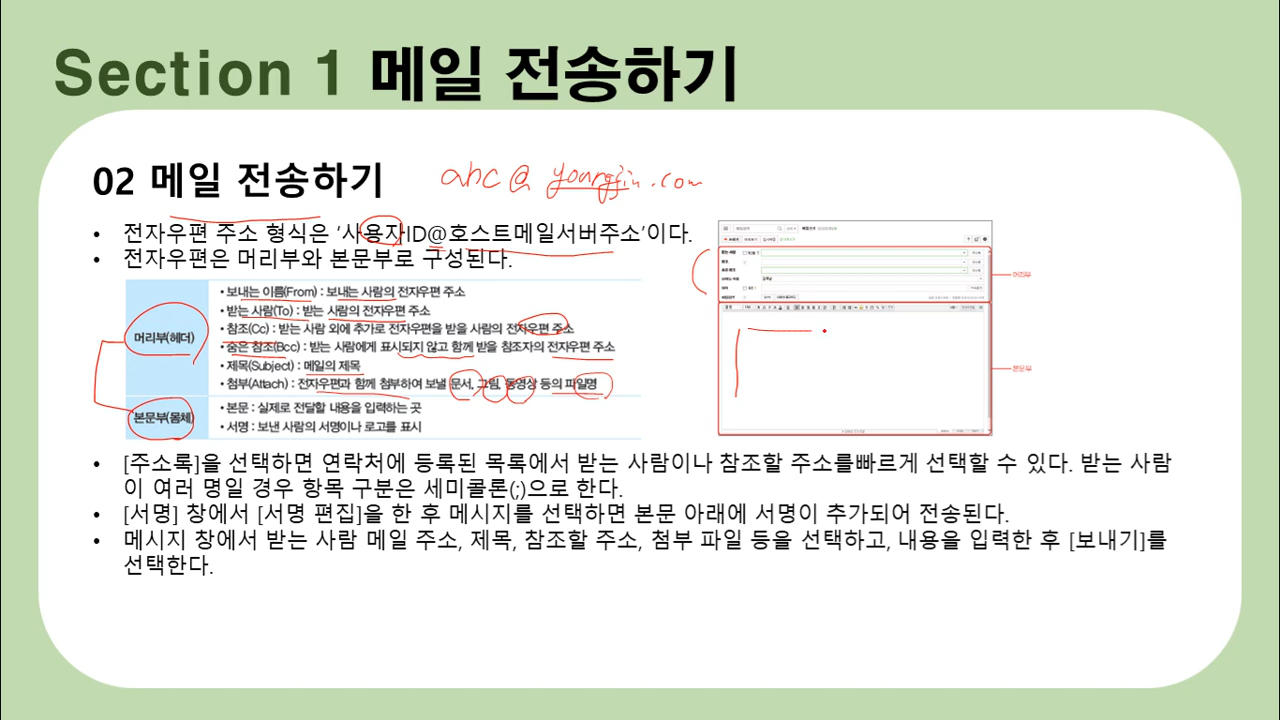 Section 1 메일 전송하기
02 메일 전송하기
abc@youngjin.com
• 전자우편 주소 형식은 '사용자ID@호스트메일서버주소'이다.
• 전자우편은 머리부와 본문부로 구성된다.
머리부(헤더)
• 보내는 이름(From) : 보내는 사람의 전자우편 주소
• 받는 사람(To) : 받는 사람의 전자우편 주소
• 참조(Cc) : 받는 사람 외에 추가로 전자우편을 받을 사람의 전자우편 주소
• 숨은 참조(Bcc) : 받는 사람에게 표시되지 않고 함께 받을 참조자의 전자우편 주소
• 제목(Subject) : 메일의 제목
• 첨부(Attach) : 전자우편과 함께 첨부하여 보낼 문서, 그림, 동영상 등의 파일명
본문부(몸체)
• 본문 : 실제로 전달할 내용을 입력하는 곳
• 서명 : 보낸 사람의 서명이나 로고를 표시
머리부
본문부
• [주소록]을 선택하면 연락처에 등록된 목록에서 받는 사람이나 참조할 주소를빠르게 선택할 수 있다. 받는 사람
이 여러 명일 경우 항목 구분은 세미콜론(;)으로 한다.
• [서명] 창에서 [서명 편집]을 한 후 메시지를 선택하면 본문 아래에 서명이 추가되어 전송된다.
• 메시지 창에서 받는 사람 메일 주소, 제목, 참조할 주소, 첨부 파일 등을 선택하고, 내용을 입력한 후 [보내기]를
선택한다.